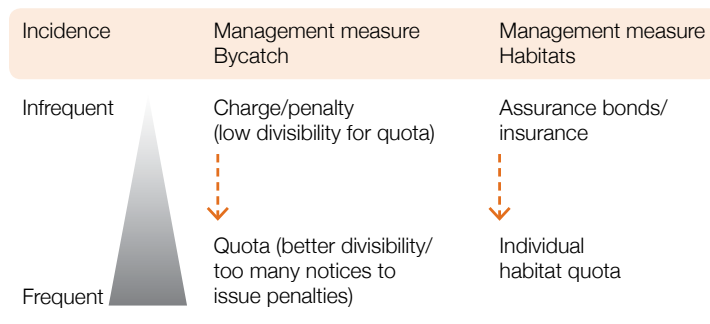 Incidence
Management measure
Bycatch
Management measure
Habitats
Infrequent
Charge/penalty
(low divisibility for quota)
Assurance bonds/
insurance
Quota (better divisibility/
too many notices to
issue penalties)
Individual
habitat quota
Frequent